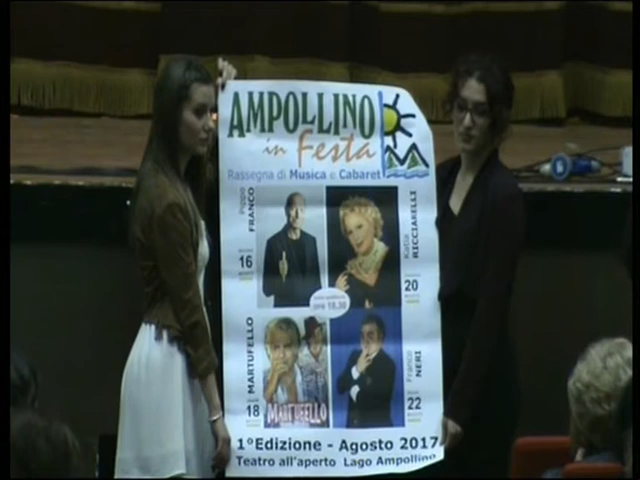 AMPOLLINO
in Festa
Rassegna di Musica e Cabaret
Pippo
FRANCO
16
Katia
RICCIARELLI
20
ore 18.30
MARTUFELLO
18
MARTUFELLO
Franco
NERI
22
1°Edizione - Agosto 2017
Teatro all'aperto Lago Ampollino